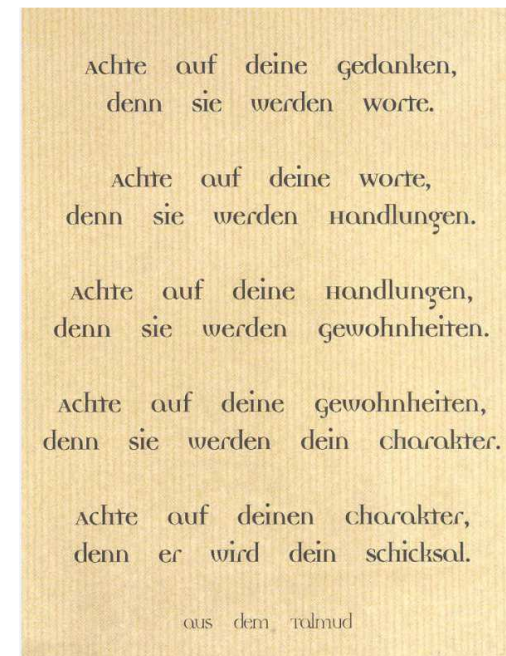 Achte auf deine Gedanken,
denn sie werden Worte.
Achte auf deine Worte,
denn sie werden Handlungen.
Achte auf deine Handlungen,
denn sie werden Gewohnheiten.
Achte auf deine Gewohnheiten,
denn sie werden dein Charakter.
Achte auf deinen Charakter,
denn er wird dein Schicksal.
aus dem Talmud